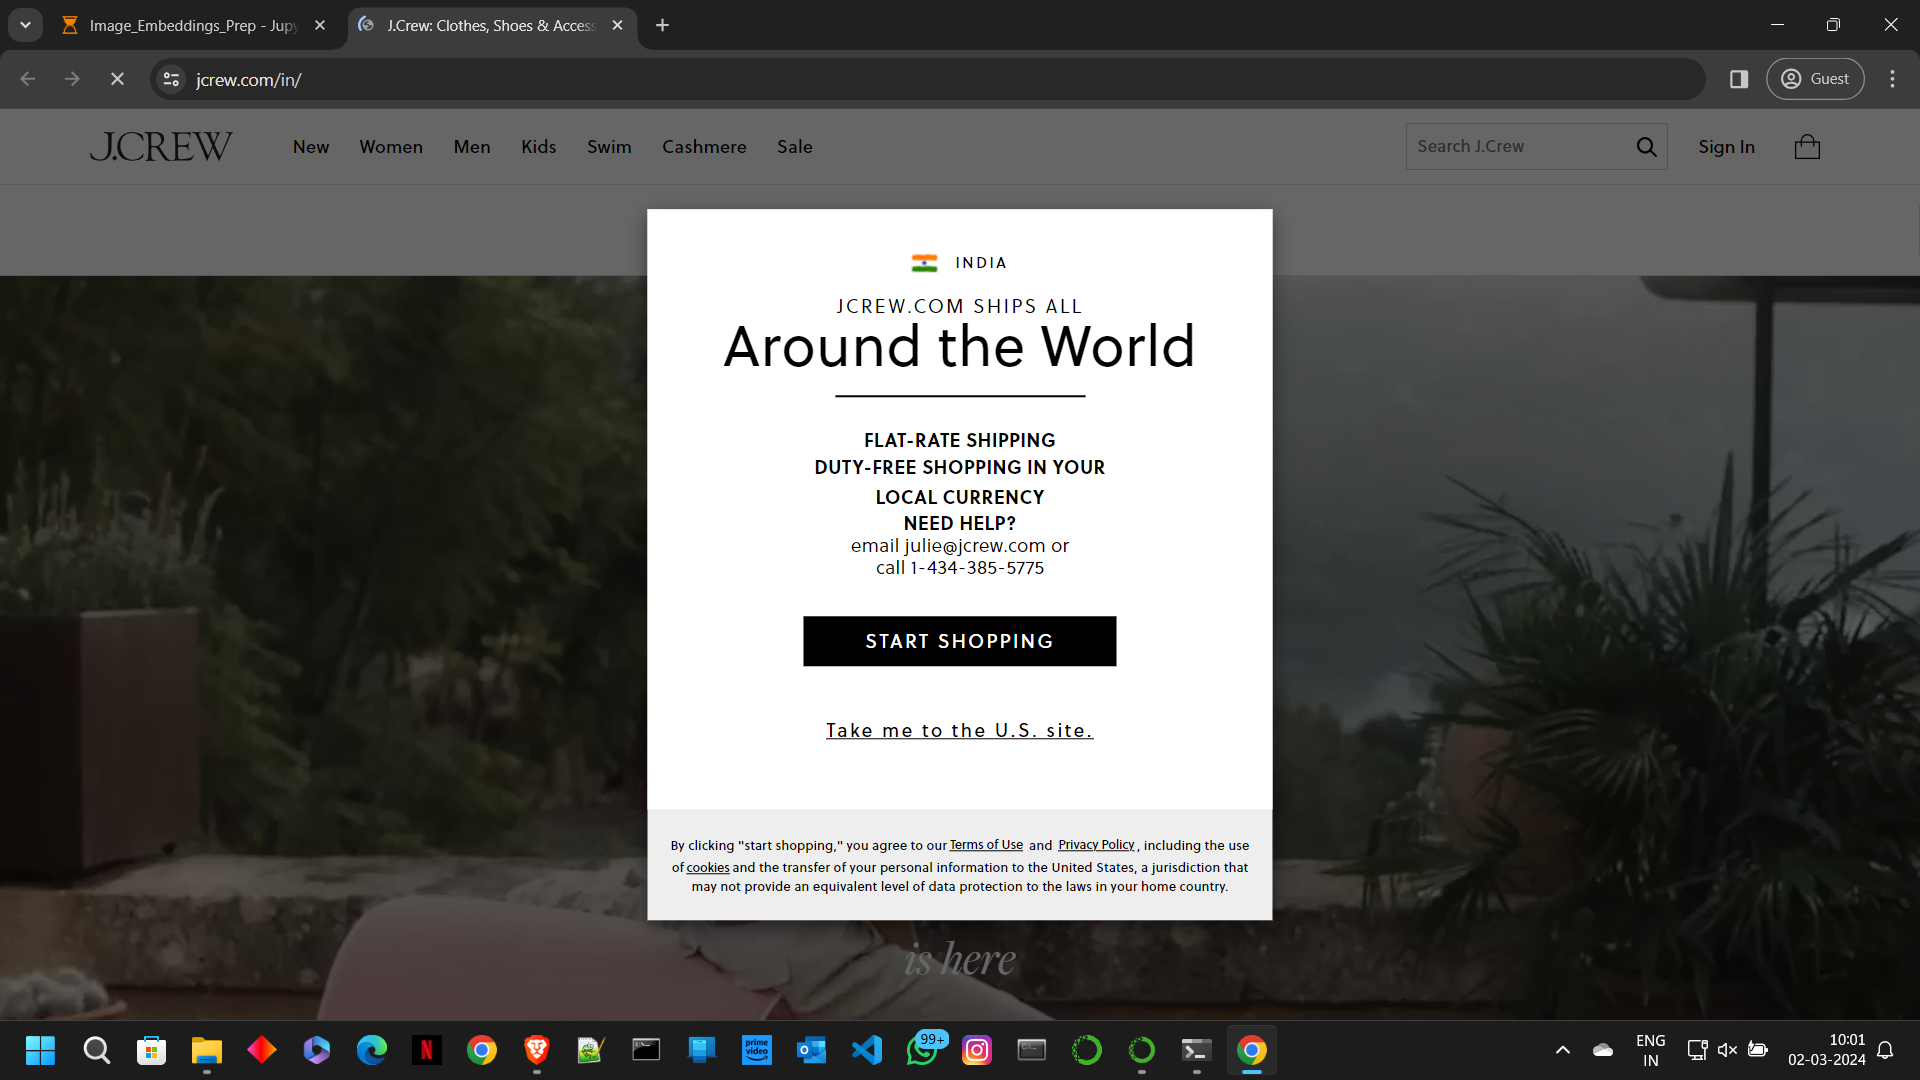 Image_Embeddings_Prep - Jupy
J.Crew: Clothes, Shoes & Access
jcrew.com/in/
Guest
J.CREW
New
Women
Men
Kids
Swim
Cashmere
Sale
Search J.Crew
Sign In
INDIA
JCREW.COM SHIPS ALL
Around the World
FLAT-RATE SHIPPING
DUTY-FREE SHOPPING IN YOUR
LOCAL CURRENCY
NEED HELP?
email julie@jcrew.com or
call 1-434-385-5775
START SHOPPING
Take me to the U.S. site.
By clicking "start shopping," you agree to our Terms of Use and Privacy Policy, including the use
of cookies and the transfer of your personal information to the United States, a jurisdiction that
may not provide an equivalent level of data protection to the laws in your home country.
is here
N
prime
video
99+
ENG
IN
10:01
02-03-2024